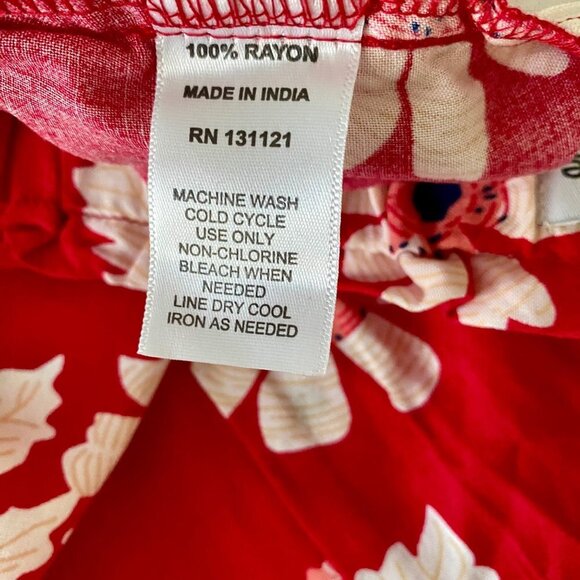 100% RAYON
MADE IN INDIA
RN 131121
MACHINE WASH
COLD CYCLE
USE ONLY
NON-CHLORINE
BLEACH WHEN
NEEDED
LINE DRY COOL
IRON AS NEEDED